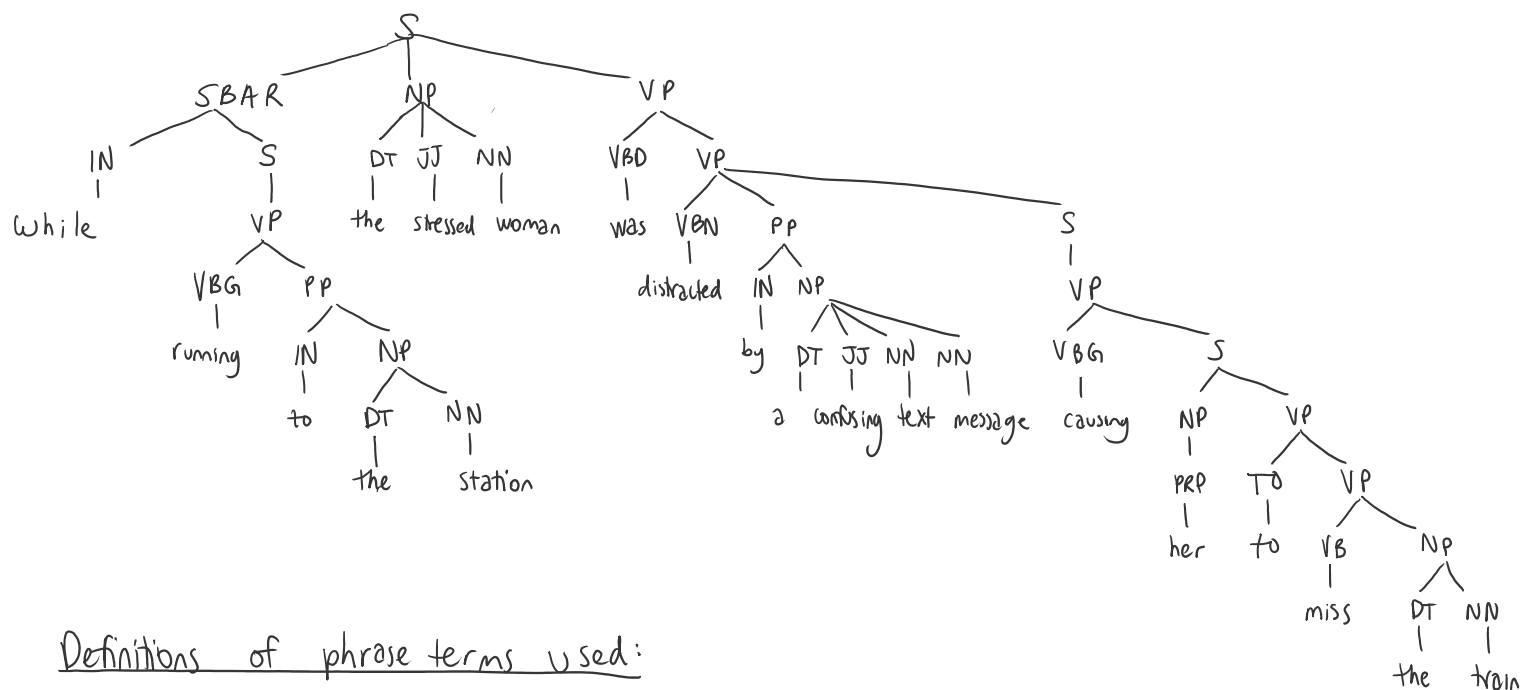 S
SBAR NP VP
IN S DT JJ NN VBD VP
While VP the stressed woman was VBN PP S
VBG PP distracted IN NP VP
running IN NP by DT JJ NN NN VBG S
to DT NN a confusing text message causing NP VP
the station PRP TO VP
her to VB NP
miss DT NN
Definitions of phrase terms used:
the train